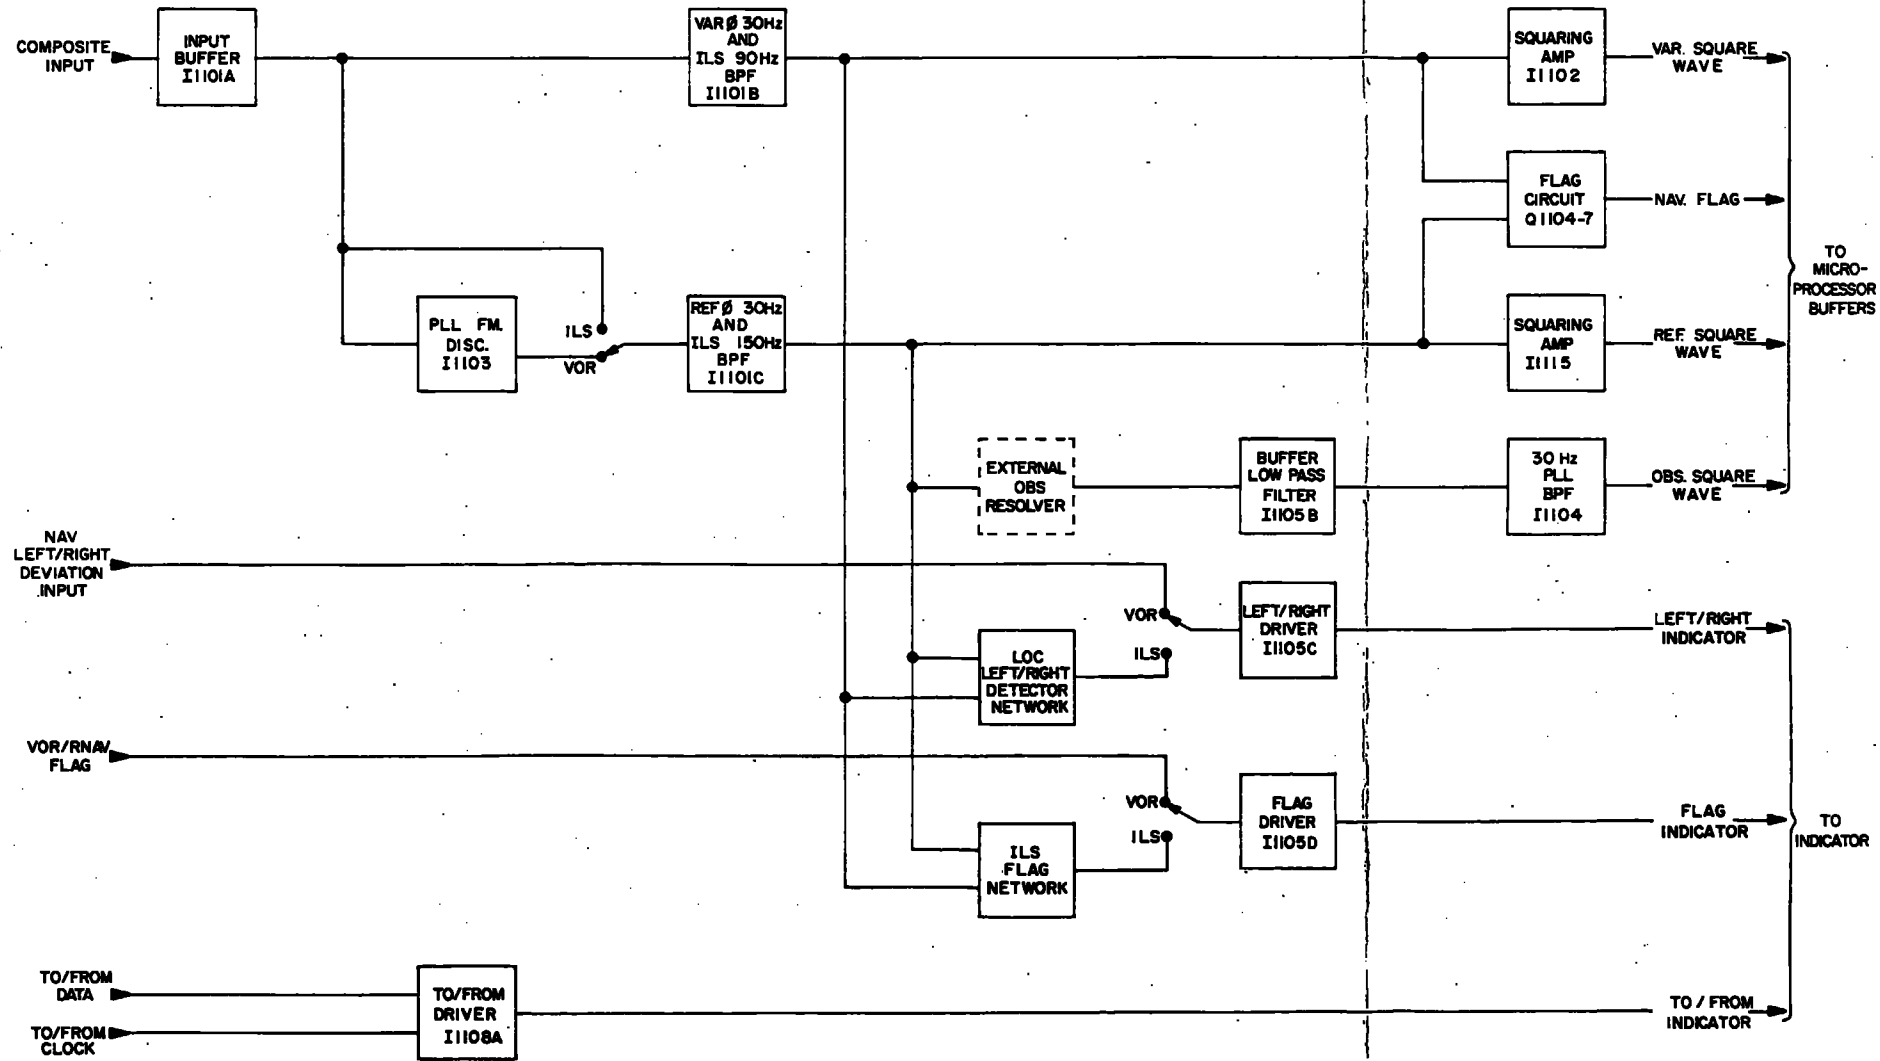 COMPOSITE
INPUT
INPUT
BUFFER
I1101A
VAR Ø 30Hz
AND
ILS 90Hz
BPF
I1101B
SQUARING
AMP
I1102
VAR. SQUARE
WAVE
FLAG
CIRCUIT
Q1104-7
NAV. FLAG
TO
MICRO-
PROCESSOR
BUFFERS
PLL FM.
DISC.
I1103
ILS
VOR
REF Ø 30Hz
AND
ILS 150Hz
BPF
I1101C
SQUARING
AMP
I1115
REF. SQUARE
WAVE
EXTERNAL
OBS
RESOLVER
BUFFER
LOW PASS
FILTER
I1105B
30 Hz
PLL
BPF
I1104
OBS. SQUARE
WAVE
NAV
LEFT/RIGHT
DEVIATION
INPUT
VOR
ILS
LEFT/RIGHT
DRIVER
I1105C
LEFT/RIGHT
INDICATOR
LOC
LEFT/RIGHT
DETECTOR
NETWORK
VOR/RNAV
FLAG
VOR
ILS
FLAG
DRIVER
I1105D
FLAG
INDICATOR
TO
INDICATOR
ILS
FLAG
NETWORK
TO/FROM
DATA
TO/FROM
CLOCK
TO/FROM
DRIVER
I1108A
TO / FROM
INDICATOR